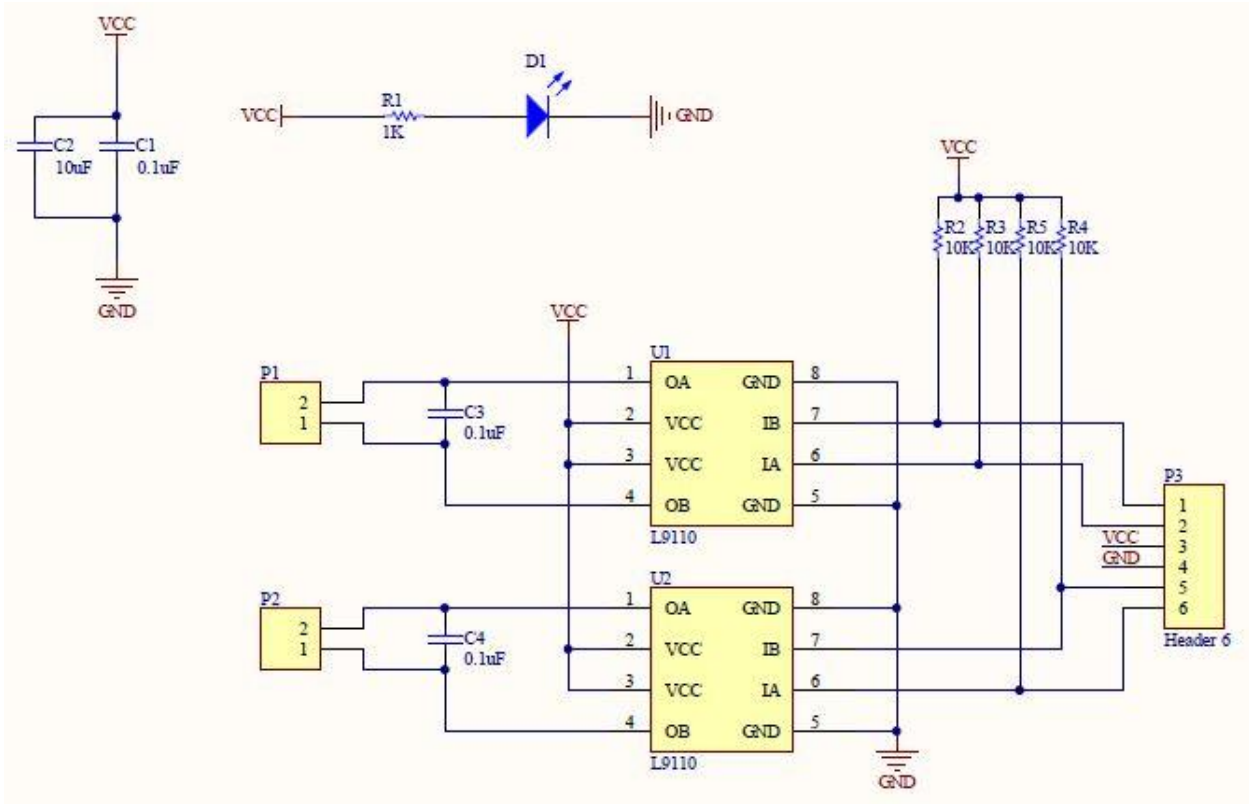 VCC
C2
10uF
C1
0.1uF
GND
VCC
R1
1K
D1
GND
VCC
R2
10K
R3
10K
R5
10K
R4
10K
VCC
P1
2
1
C3
0.1uF
U1
1 OA GND 8
2 VCC IB 7
3 VCC IA 6
4 OB GND 5
L9110
P3
1
2
VCC 3
GND 4
5
6
Header 6
P2
2
1
C4
0.1uF
U2
1 OA GND 8
2 VCC IB 7
3 VCC IA 6
4 OB GND 5
L9110
GND